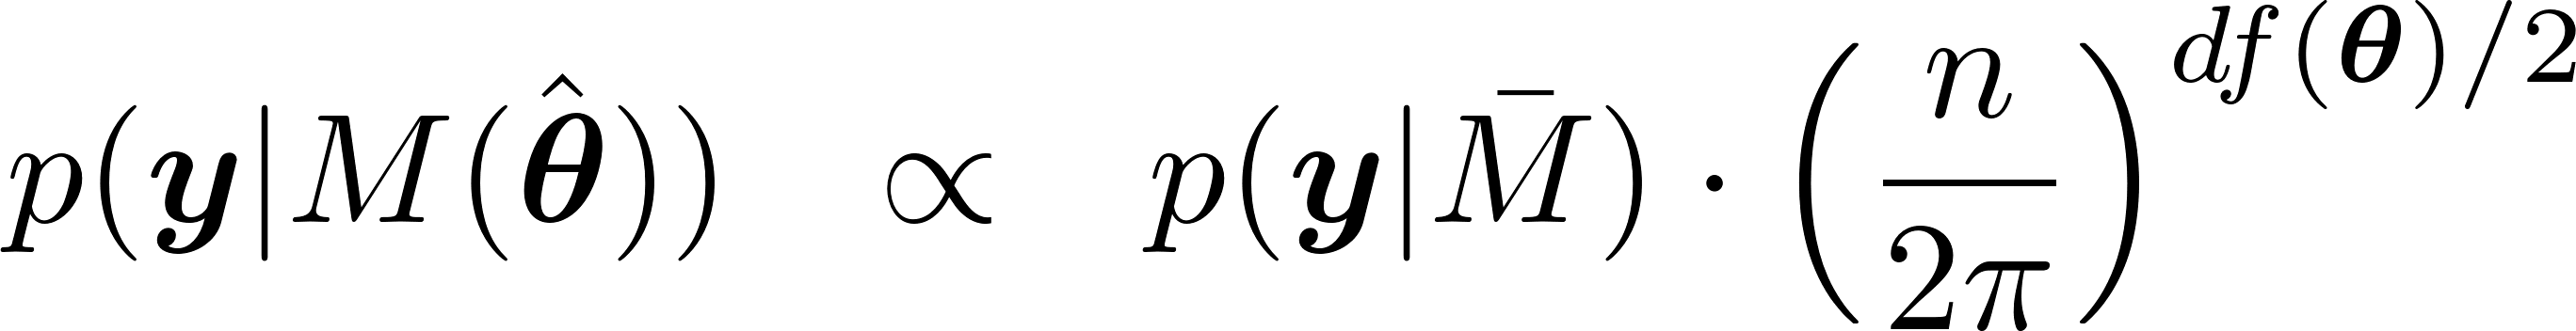 p(𝒚|M(𝜽̂)) ∝ p(𝒚|M̄) · (n/2π)^{df(𝜽)/2}